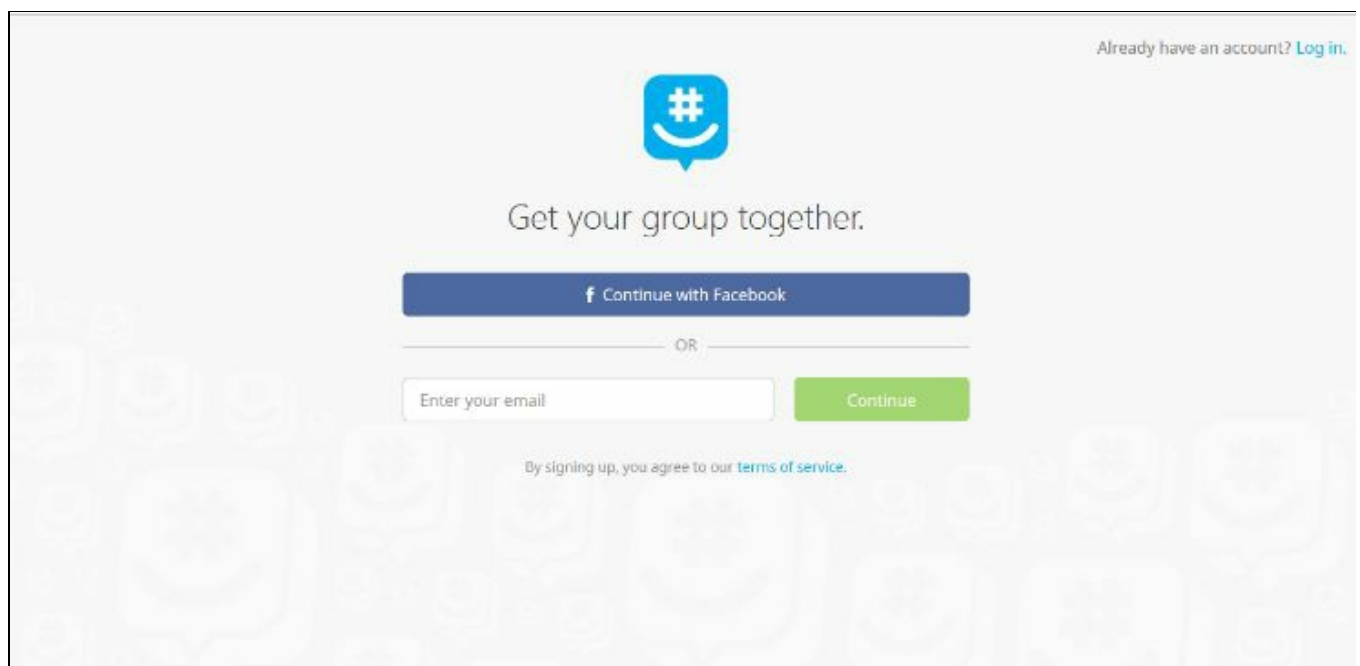 Already have an account? Log in.
Get your group together.
f Continue with Facebook
OR
Enter your email
Continue
By signing up, you agree to our terms of service.